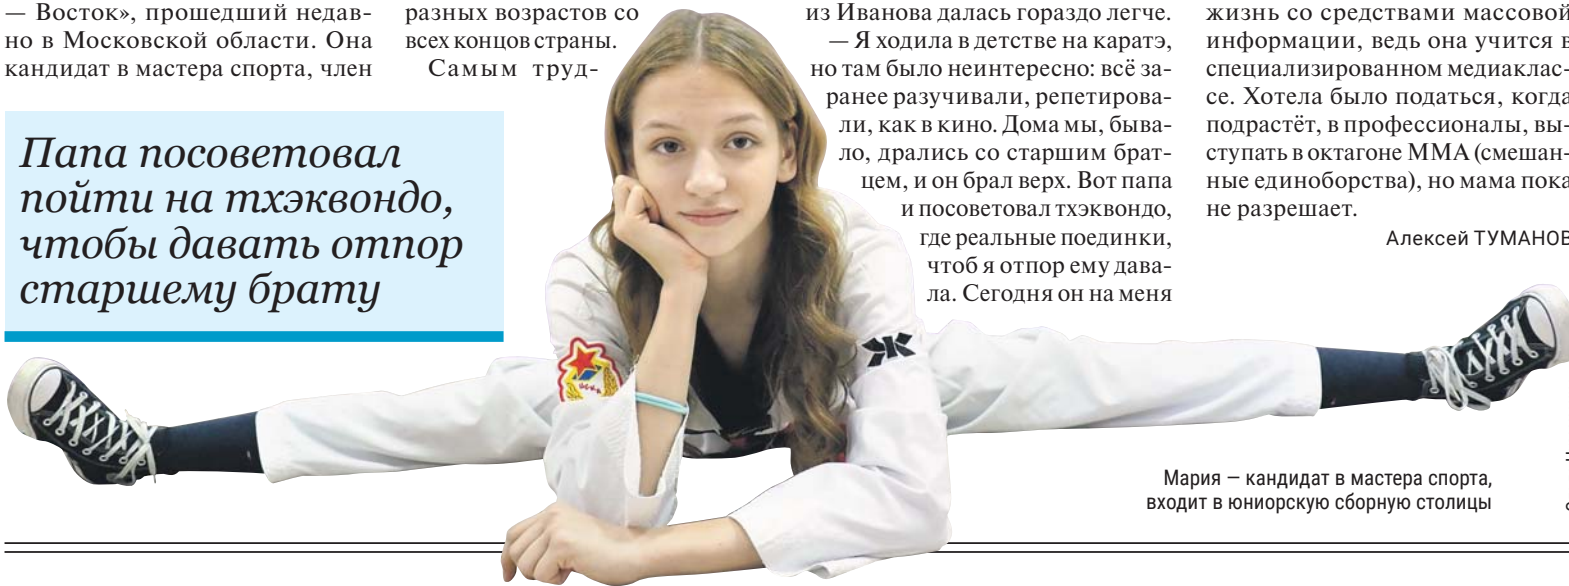 — Восток», прошедший недав-
но в Московской области. Она
кандидат в мастера спорта, член
Папа посоветовал
пойти на тхэквондо,
чтобы давать отпор
старшему брату
разных возрастов со
всех концов страны.
Самым труд-
из Иванова далась гораздо легче.
— Я ходила в детстве на каратэ,
но там было неинтересно: всё за-
ранее разучивали, репетирова-
ли, как в кино. Дома мы, быва-
ло, дрались со старшим брат-
цем, и он брал верх. Вот папа
и посоветовал тхэквондо,
где реальные поединки,
чтоб я отпор ему дава-
ла. Сегодня он на меня
жизнь со средствами массовой
информации, ведь она учится в
специализированном медиаклас-
се. Хотела было податься, когда
подрастёт, в профессионалы, вы-
ступать в октагоне ММА (смешан-
ные единоборства), но мама пока
не разрешает.
Алексей ТУМАНОВ
Мария — кандидат в мастера спорта,
входит в юниорскую сборную столицы